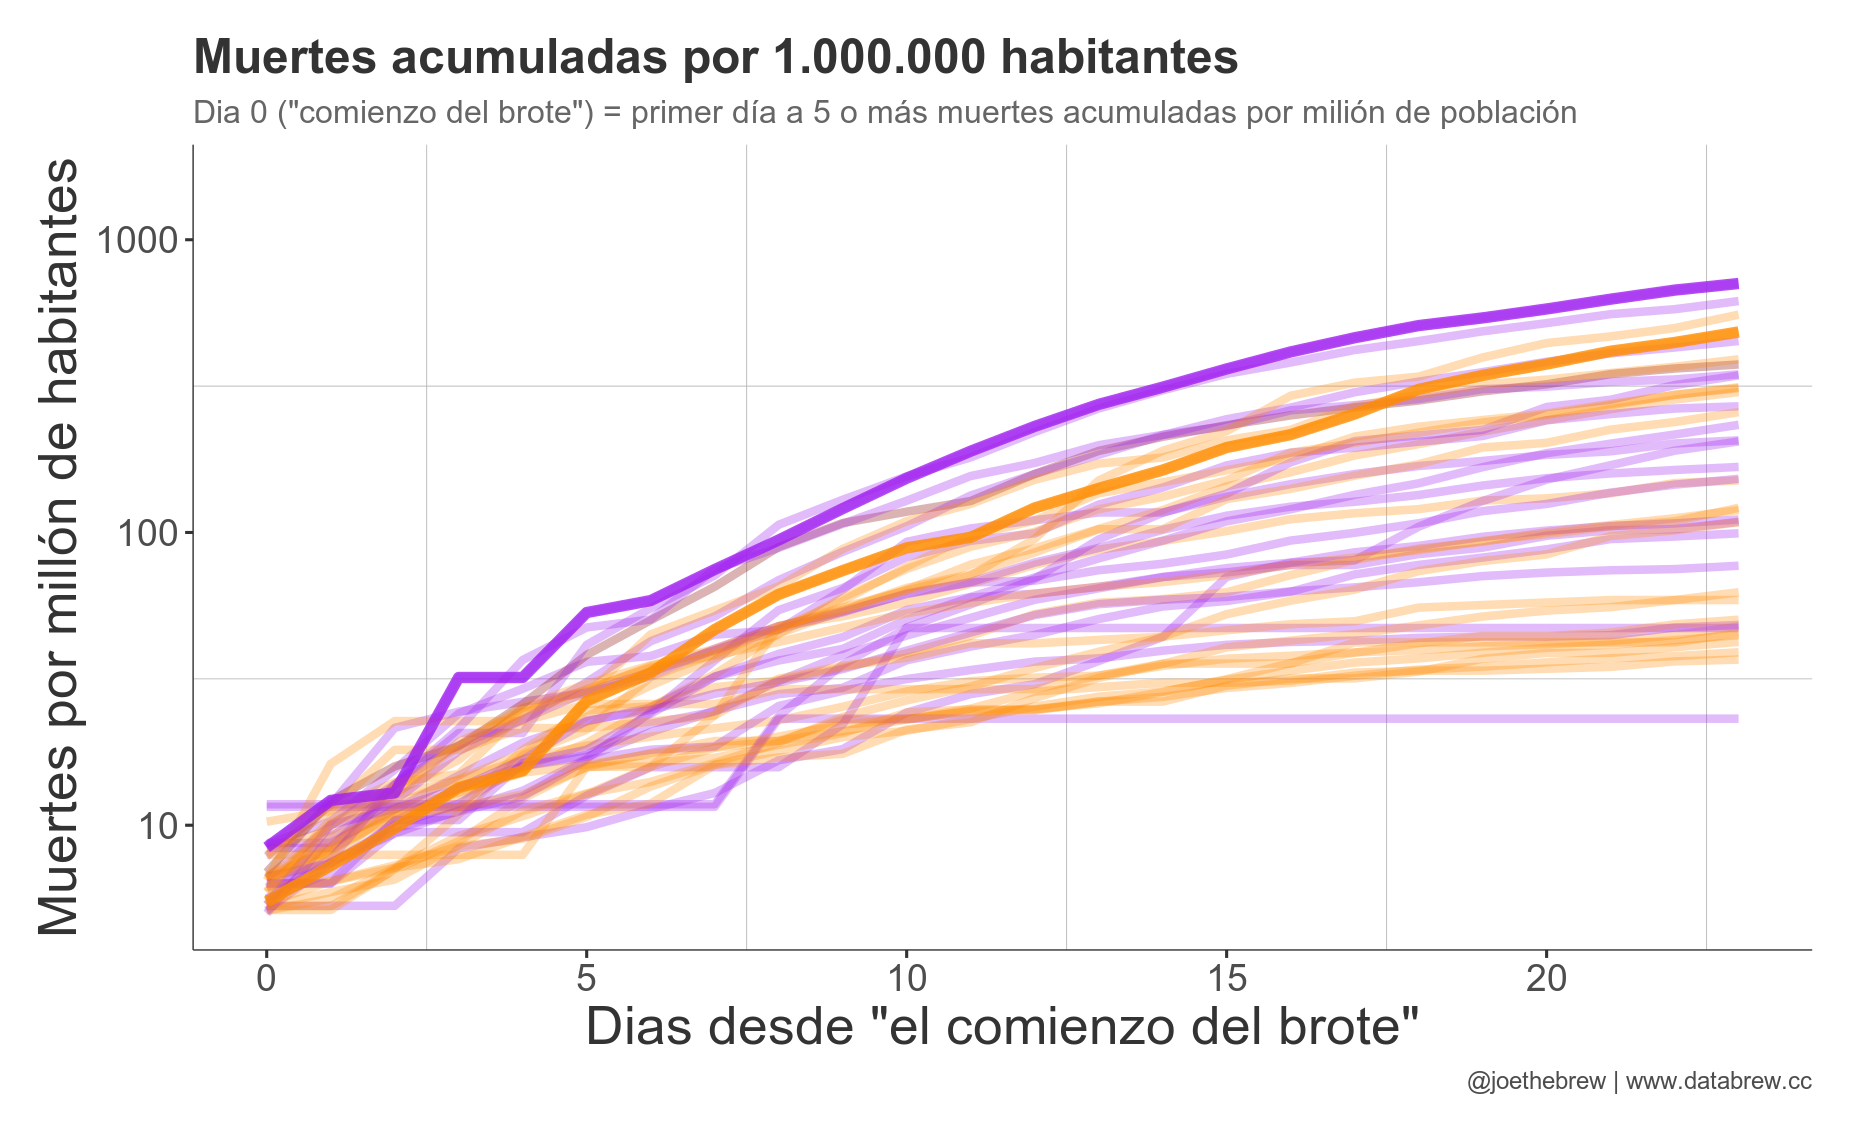 Muertes acumuladas por 1.000.000 habitantes
Dia 0 ("comienzo del brote") = primer día a 5 o más muertes acumuladas por milión de población
Muertes por millón de habitantes
1000
100
10
0 5 10 15 20
Dias desde "el comienzo del brote"
@joethebrew | www.databrew.cc